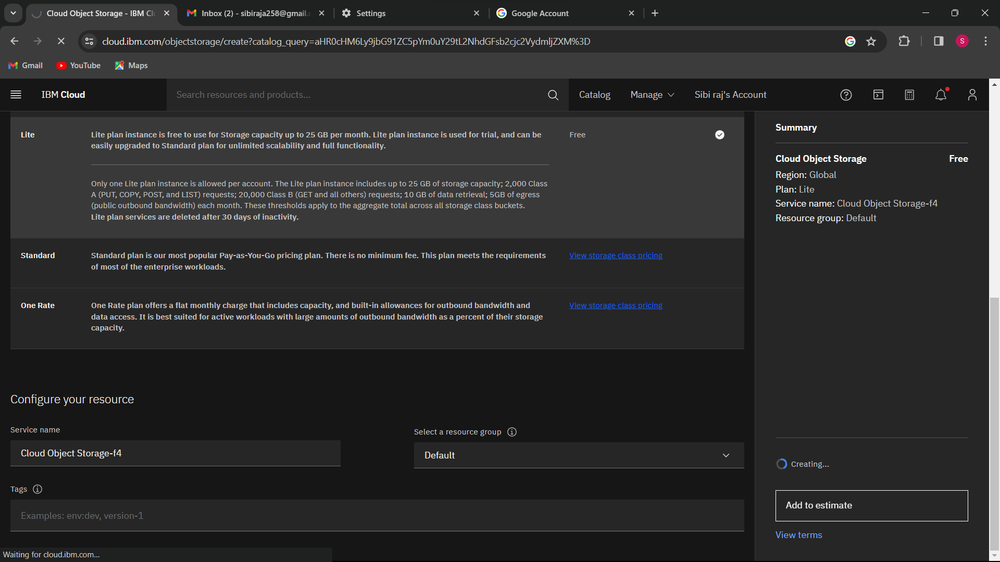 Cloud Object Storage - IBM Cl
Inbox (2) - sibiraja258@gmail.c
Settings
Google Account
cloud.ibm.com/objectstorage/create?catalog_query=aHR0cHM6Ly9jbG91ZC5pYm0uY29tL2NhdGFsb2cjc2VydmljZXM%3D
S
Gmail
YouTube
Maps
IBM Cloud
Search resources and products...
Catalog
Manage
Sibi raj's Account
Lite
Lite plan instance is free to use for Storage capacity up to 25 GB per month. Lite plan instance is used for trial, and can be
easily upgraded to Standard plan for unlimited scalability and full functionality.
Free
Only one Lite plan instance is allowed per account. The Lite plan instance includes up to 25 GB of storage capacity; 2,000 Class
A (PUT, COPY, POST, and LIST) requests; 20,000 Class B (GET and all others) requests; 10 GB of data retrieval; 5GB of egress
(public outbound bandwidth) each month. These thresholds apply to the aggregate total across all storage class buckets.
Lite plan services are deleted after 30 days of inactivity.
Standard
Standard plan is our most popular Pay-as-You-Go pricing plan. There is no minimum fee. This plan meets the requirements
of most of the enterprise workloads.
View storage class pricing
One Rate
One Rate plan offers a flat monthly charge that includes capacity, and built-in allowances for outbound bandwidth and
data access. It is best suited for active workloads with large amounts of outbound bandwidth as a percent of their storage
capacity.
View storage class pricing
Configure your resource
Service name
Cloud Object Storage-f4
Select a resource group
Default
Tags
Examples: env:dev, version-1
Summary
Cloud Object Storage
Free
Region: Global
Plan: Lite
Service name: Cloud Object Storage-f4
Resource group: Default
Creating...
Add to estimate
View terms
Waiting for cloud.ibm.com...